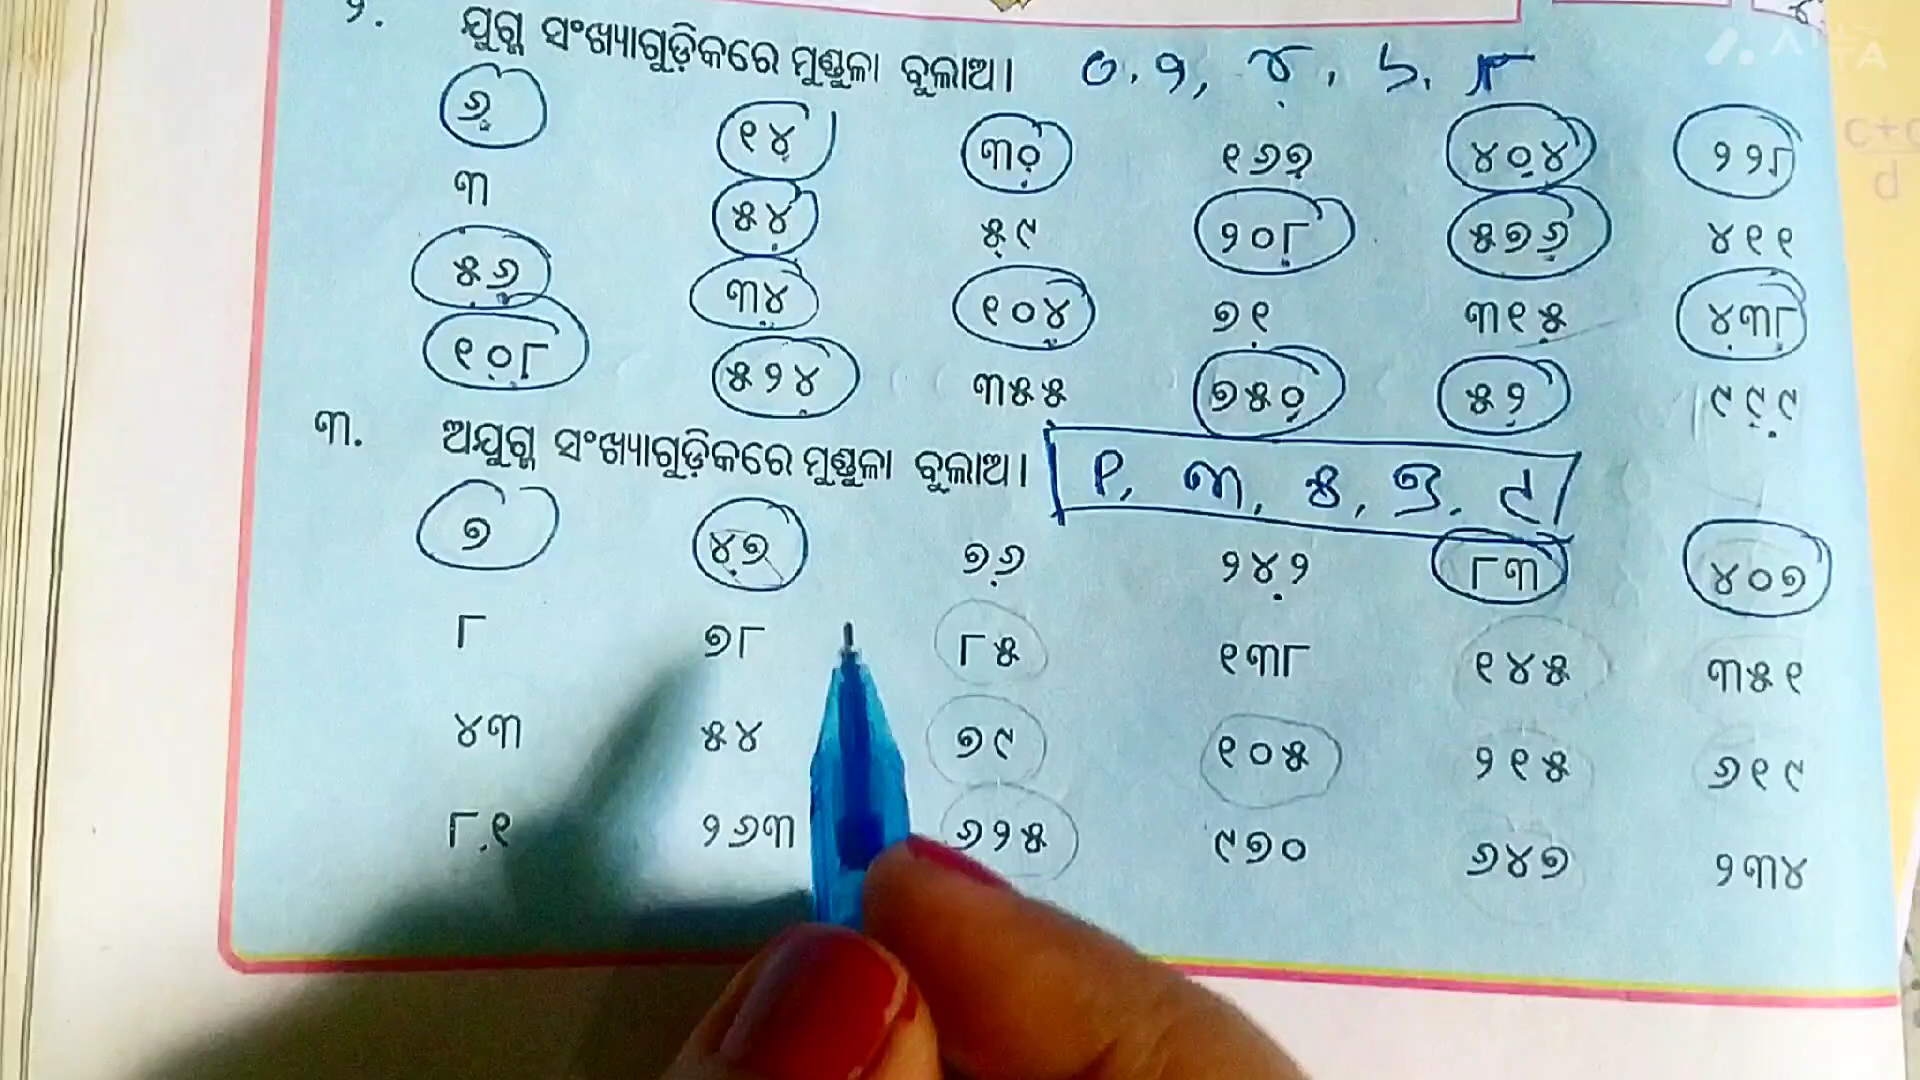 ୨. ଯୁଗ୍ମ ସଂଖ୍ୟାଗୁଡ଼ିକରେ ମୁଣ୍ଡୁଳା ବୁଲାଅ। ୦, ୨, ୪, ୬, ୮
୬ ୧୪ ୩୦ ୧୬୭ ୪୦୪ ୨୨୮
୩ ୫୪ ୫୯ ୨୦୮ ୫୭୬ ୪୧୧
୫୬ ୩୪ ୧୦୪ ୭୧ ୩୧୫ ୪୩୮
୧୦୮ ୫୨୪ ୩୫୫ ୭୫୦ ୫୨ ୯୯୯
୩. ଅଯୁଗ୍ମ ସଂଖ୍ୟାଗୁଡ଼ିକରେ ମୁଣ୍ଡୁଳା ବୁଲାଅ। ୧, ୩, ୫, ୭, ୯
୭ ୪୭ ୭୬ ୨୪୨ ୮୩ ୪୦୭
୮ ୭୮ ୮୫ ୧୩୮ ୧୪୫ ୩୫୧
୪୩ ୫୪ ୭୯ ୧୦୫ ୨୧୫ ୬୧୯
୮୧ ୨୬୩ ୬୨୫ ୯୭୦ ୬୪୭ ୨୩୪
c+c
d